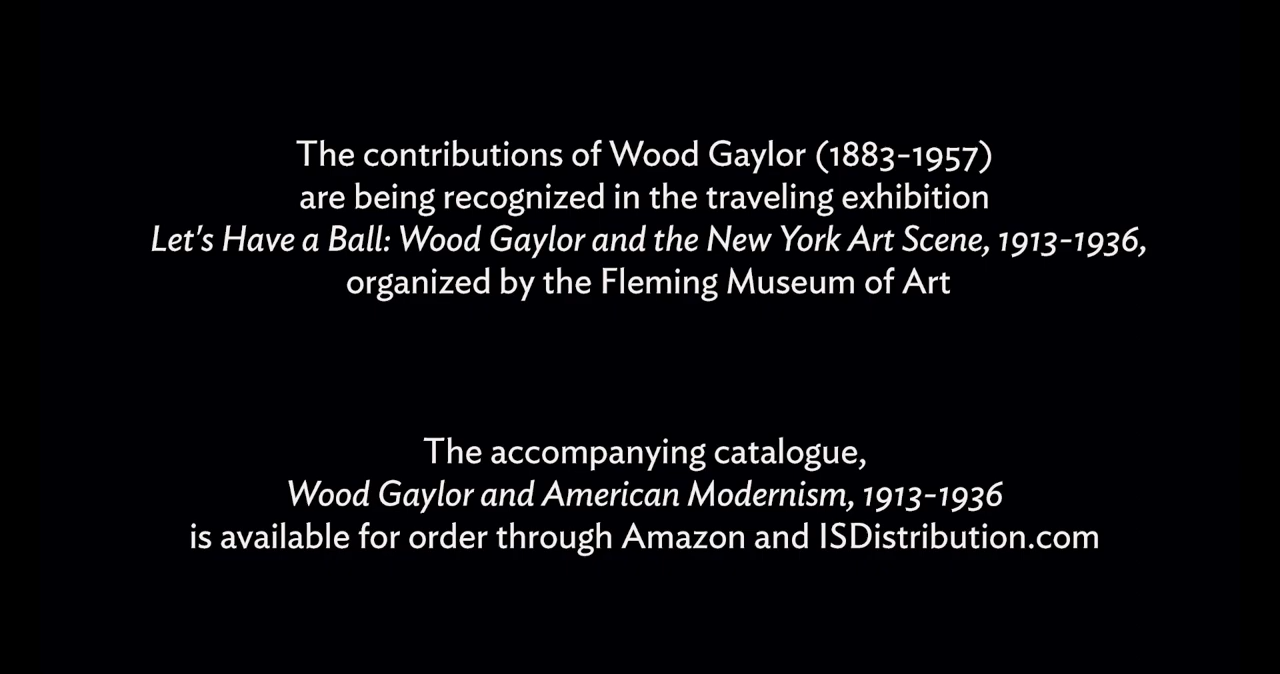 The contributions of Wood Gaylor (1883-1957)
are being recognized in the traveling exhibition
Let's Have a Ball: Wood Gaylor and the New York Art Scene, 1913-1936,
organized by the Fleming Museum of Art
The accompanying catalogue,
Wood Gaylor and American Modernism, 1913-1936
is available for order through Amazon and ISDistribution.com